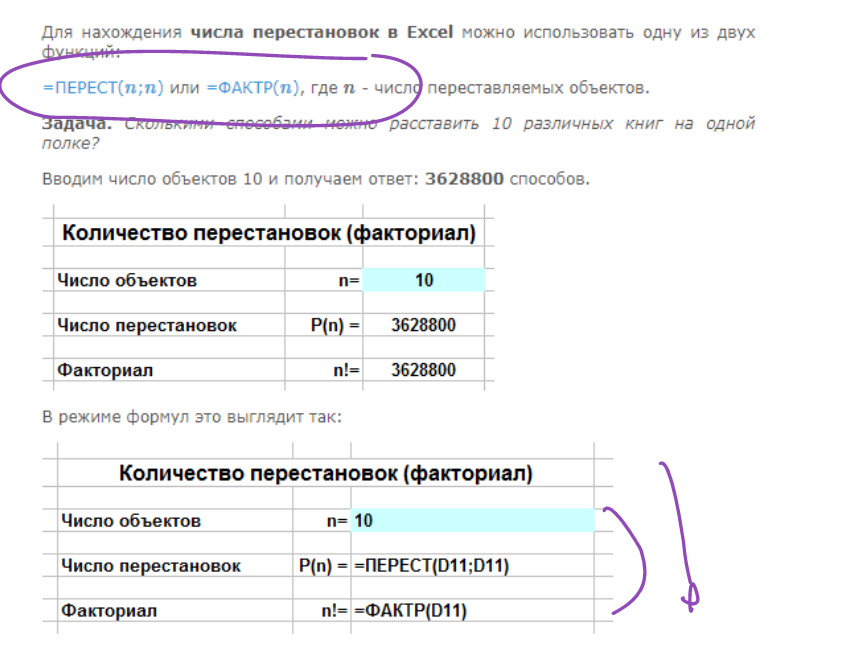 Для нахождения числа перестановок в Excel можно использовать одну из двух
функций:
=ПЕРЕСТ(n;n) или =ФАКТР(n), где n - число переставляемых объектов.
Задача. Сколькими способами можно расставить 10 различных книг на одной
полке?
Вводим число объектов 10 и получаем ответ: 3628800 способов.
Количество перестановок (факториал)
Число объектов n= 10
Число перестановок P(n) = 3628800
Факториал n!= 3628800
В режиме формул это выглядит так:
Количество перестановок (факториал)
Число объектов n= 10
Число перестановок P(n) = =ПЕРЕСТ(D11;D11)
Факториал n!= =ФАКТР(D11)